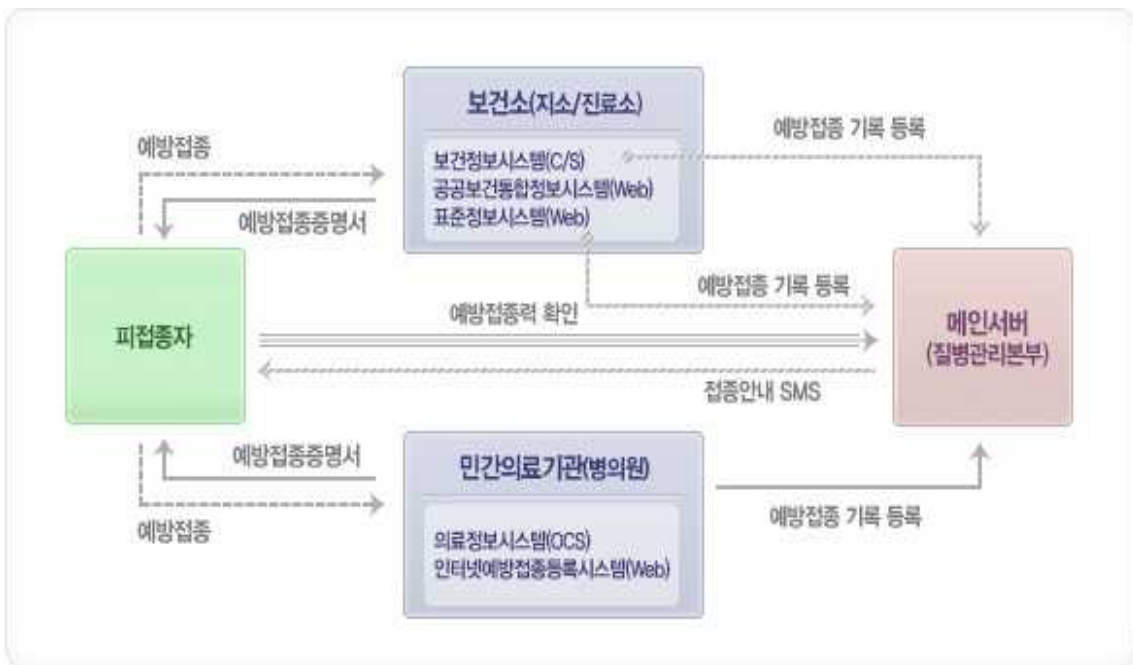 보건소(지소/진료소)
예방접종 기록 등록
예방접종
보건정보시스템(C/S)
공공보건통합정보시스템(Web)
표준정보시스템(Web)
예방접종증명서
예방접종 기록 등록
예방접종력 확인
피접종자
메인서버
(질병관리본부)
접종안내 SMS
예방접종증명서
민간의료기관(병의원)
예방접종 기록 등록
예방접종
의료정보시스템(OCS)
인터넷예방접종등록시스템(Web)